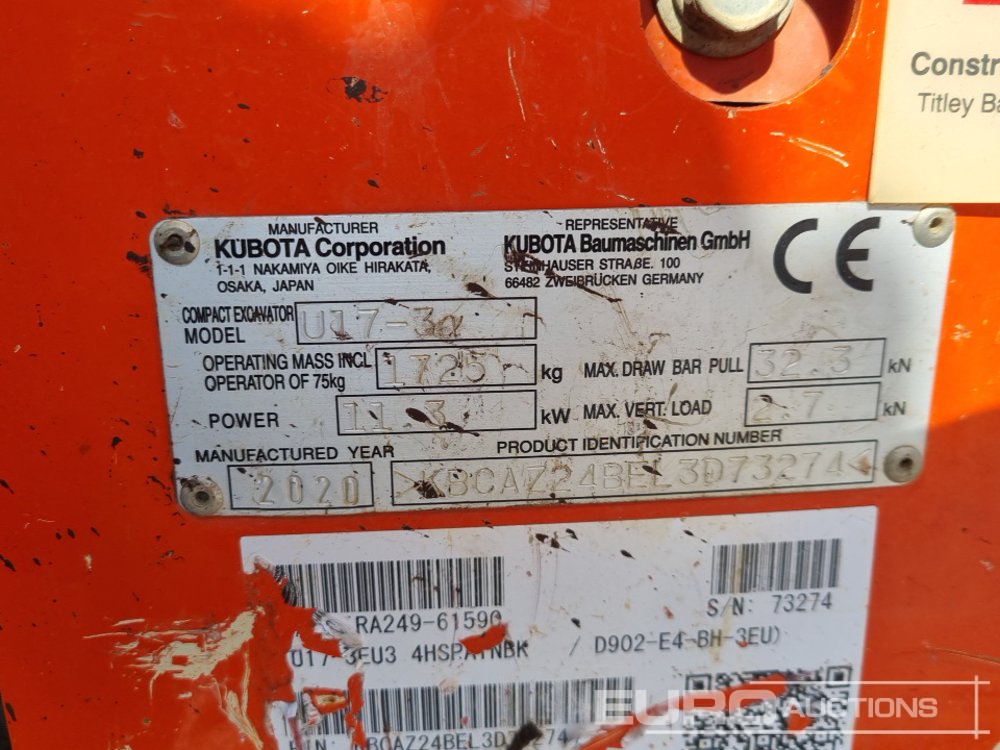 Constr
Titley Ba
MANUFACTURER
KUBOTA Corporation
1-1-1 NAKAMIYA OIKE HIRAKATA,
OSAKA, JAPAN
REPRESENTATIVE
KUBOTA Baumaschinen GmbH
STEINHAUSER STRAßE. 100
66482 ZWEIBRÜCKEN GERMANY
CE
COMPACT EXCAVATOR
MODEL U17-3α
OPERATING MASS INCL
OPERATOR OF 75kg 1725 kg
MAX. DRAW BAR PULL 32.3 kN
POWER 11.3 kW
MAX. VERT. LOAD 2.7 kN
MANUFACTURED YEAR
2020
PRODUCT IDENTIFICATION NUMBER
>KBCAZ24BEL3D73274<
S/N: 73274
RA249-61590
U17-3EU3 4HSPATNBK / D902-E4-BH-3EU)
EURO AUCTIONS